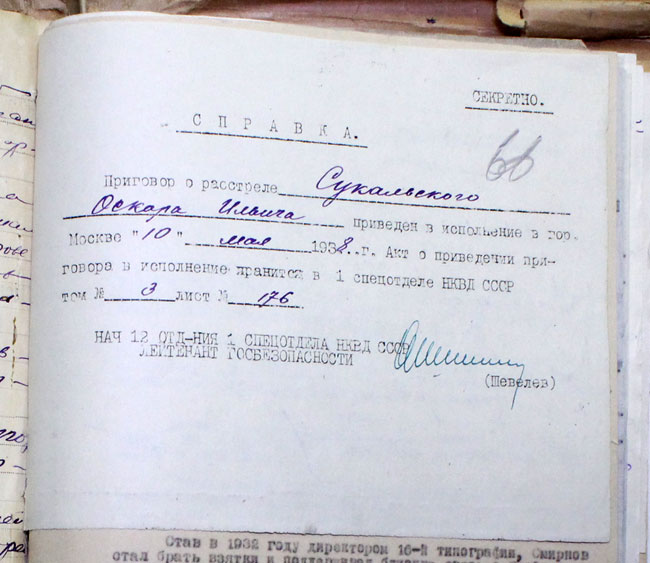 СЕКРЕТНО.
С П Р А В К А.
66
Приговор о расстреле Сукальского
Оскара Ильича приведен в исполнение в гор.
Москве "10" мая 1938.г. Акт о приведении при-
говора в исполнение хранится в 1 спецотделе НКВД СССР
том № 3 лист № 176
НАЧ 12 ОТД-НИЯ 1 СПЕЦОТДЕЛА НКВД СССР
ЛЕЙТЕНАНТ ГОСБЕЗОПАСНОСТИ
(Шевелев)
Став в 1932 году директором 16-й типографии, Смирнов
стал брать взятки и